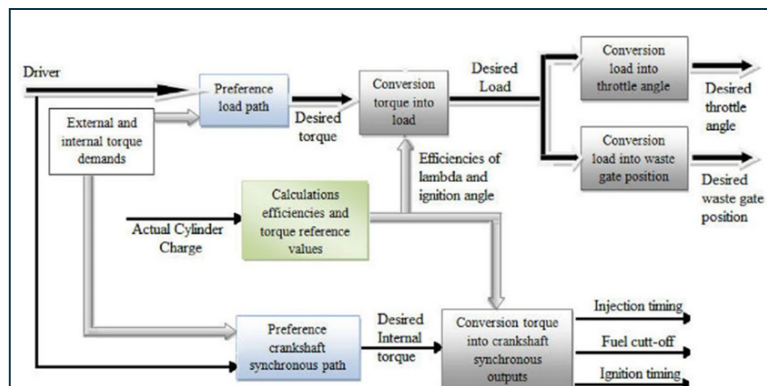 Driver
Preference
load path
Desired
torque
Conversion
torque into
load
Desired
Load
Conversion
load into
throttle angle
Desired
throttle
angle
External and
internal torque
demands
Conversion
load into waste
gate position
Desired
waste gate
position
Efficiencies of
lambda and
ignition angle
Actual Cylinder
Charge
Calculations
efficiencies and
torque reference
values
Preference
crankshaft
synchronous path
Desired
Internal
torque
Conversion torque
into crankshaft
synchronous
outputs
Injection timing
Fuel cutt-off
Ignition timing